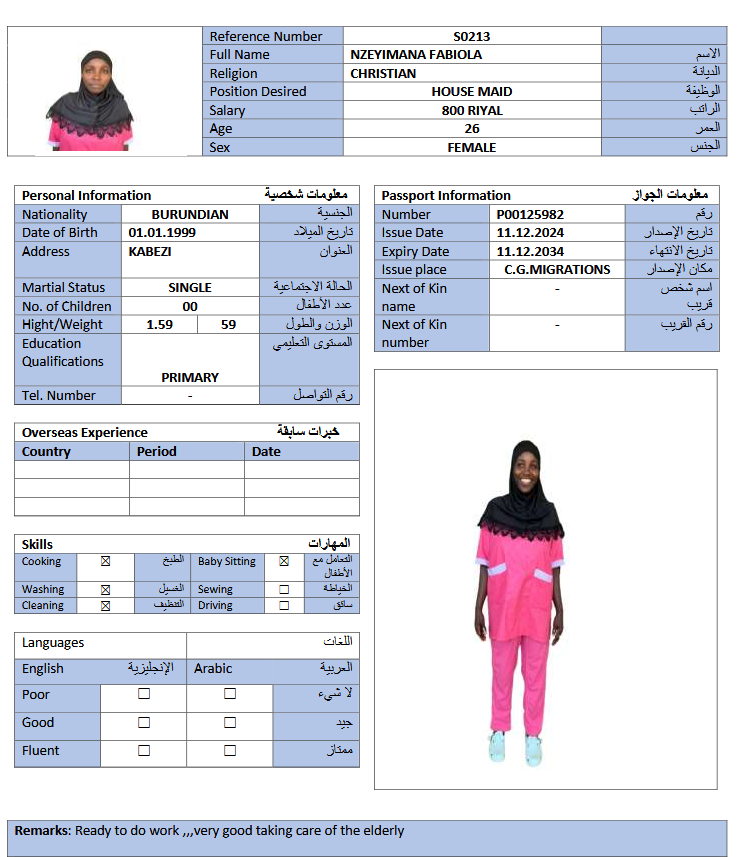 Reference Number S0213
Full Name NZEYIMANA FABIOLA الاسم
Religion CHRISTIAN الديانة
Position Desired HOUSE MAID الوظيفة
Salary 800 RIYAL الراتب
Age 26 العمر
Sex FEMALE الجنس
Personal Information معلومات شخصية
Nationality BURUNDIAN الجنسية
Date of Birth 01.01.1999 تاريخ الميلاد
Address KABEZI العنوان
Martial Status SINGLE الحالة الاجتماعية
No. of Children 00 عدد الأطفال
Hight/Weight 1.59 59 الوزن والطول
Education المستوى التعليمي
Qualifications
PRIMARY
Tel. Number - رقم التواصل
Passport Information معلومات الجواز
Number P00125982 رقم
Issue Date 11.12.2024 تاريخ الإصدار
Expiry Date 11.12.2034 تاريخ الانتهاء
Issue place C.G.MIGRATIONS مكان الإصدار
Next of Kin - اسم شخص
name قريب
Next of Kin - رقم القريب
number
Overseas Experience خبرات سابقة
Country Period Date
Skills المهارات
Cooking ☒ الطبخ Baby Sitting ☒ التعامل مع
الأطفال
Washing ☒ الغسيل Sewing ☐ الخياطة
Cleaning ☒ التنظيف Driving ☐ سائق
Languages اللغات
English الإنجليزية Arabic العربية
Poor ☐ ☐ لا شيء
Good ☐ ☐ جيد
Fluent ☐ ☐ ممتاز
Remarks: Ready to do work ,,,very good taking care of the elderly